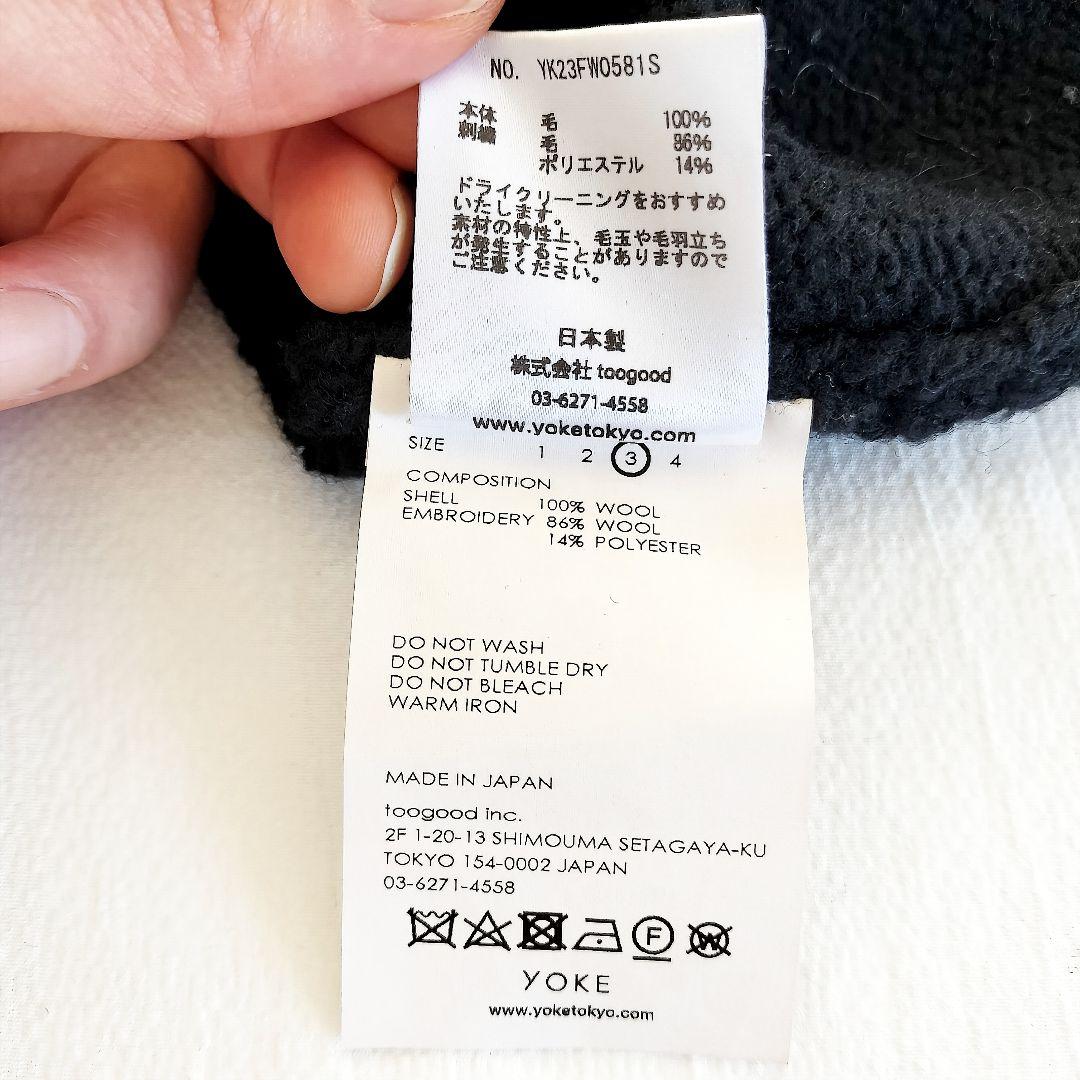 NO. YK23FW0581S
本体 毛 100%
刺繍 毛 86%
ポリエステル 14%
ドライクリーニングをおすすめ
いたします。
素材の特性上、毛玉や毛羽立ち
が発生することがありますので
ご注意ください。
日本製
株式会社 toogood
03-6271-4558
www.yoketokyo.com
SIZE 1 2 3 4
COMPOSITION
SHELL 100% WOOL
EMBROIDERY 86% WOOL
14% POLYESTER
DO NOT WASH
DO NOT TUMBLE DRY
DO NOT BLEACH
WARM IRON
MADE IN JAPAN
toogood inc.
2F 1-20-13 SHIMOUMA SETAGAYA-KU
TOKYO 154-0002 JAPAN
03-6271-4558
F W
YOKE
www.yoketokyo.com